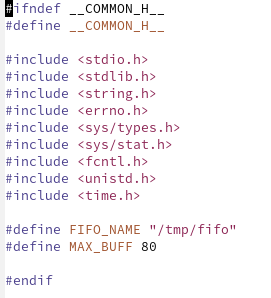 #ifndef __COMMON_H__
#define __COMMON_H__
#include <stdio.h>
#include <stdlib.h>
#include <string.h>
#include <errno.h>
#include <sys/types.h>
#include <sys/stat.h>
#include <fcntl.h>
#include <unistd.h>
#include <time.h>
#define FIFO_NAME "/tmp/fifo"
#define MAX_BUFF 80
#endif